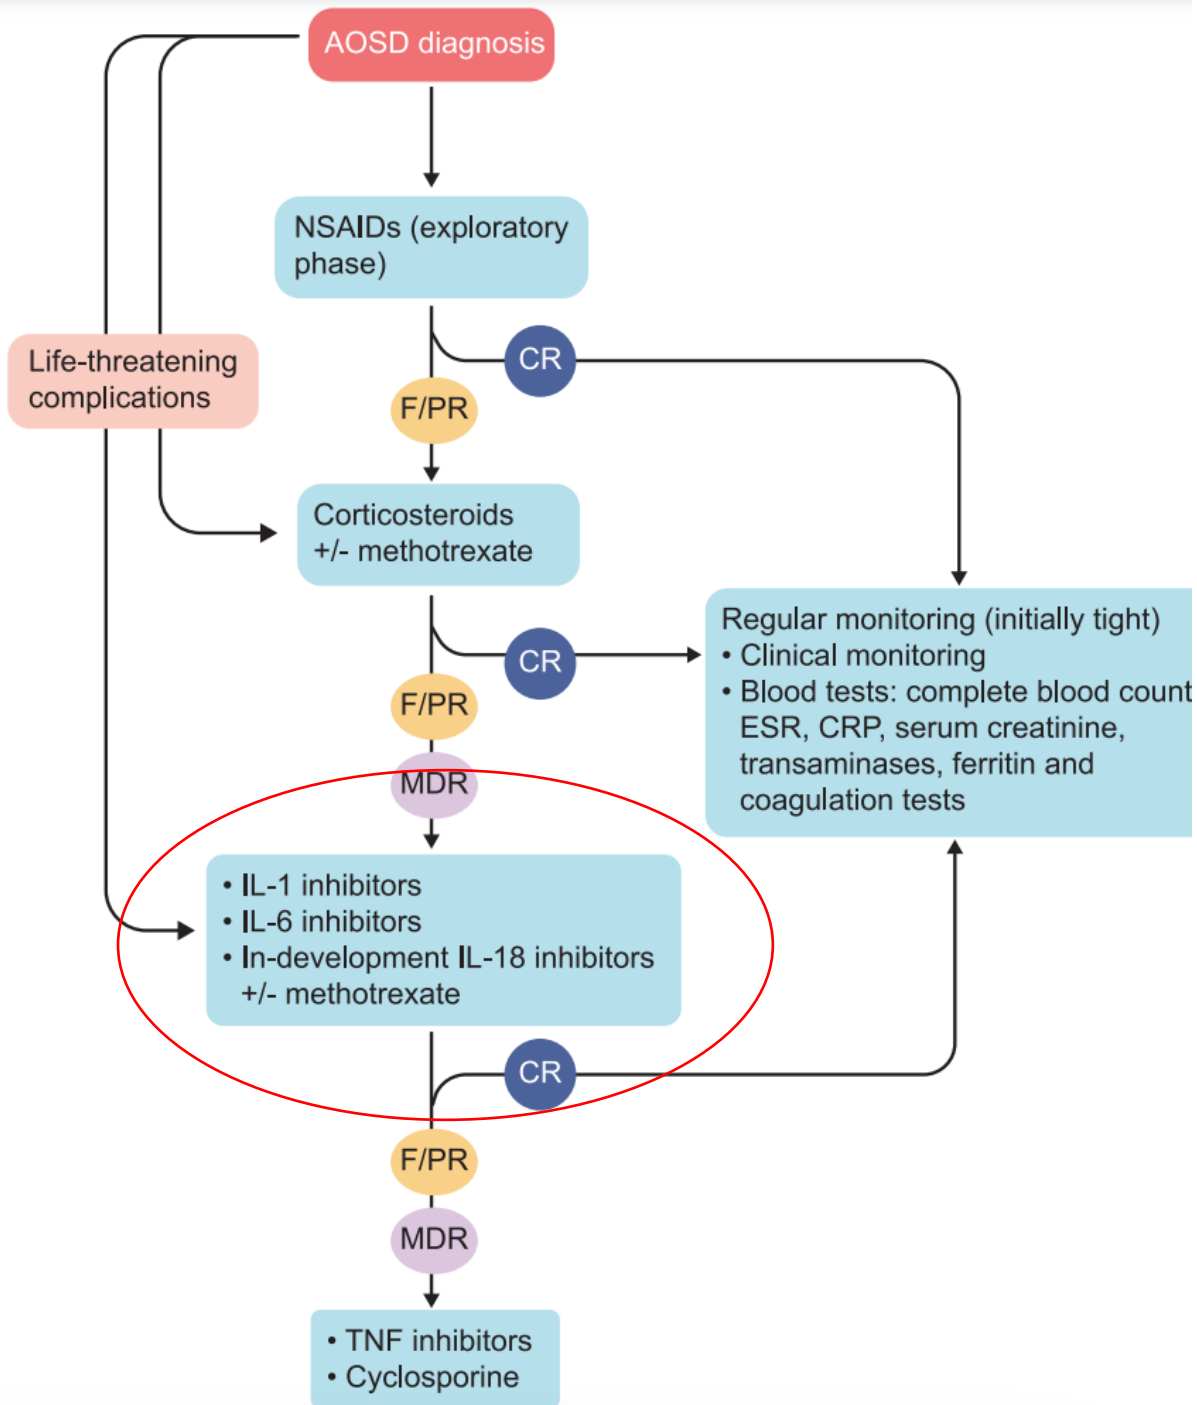 AOSD diagnosis
NSAIDs (exploratory
phase)
CR
F/PR
Life-threatening
complications
Corticosteroids
+/- methotrexate
CR
F/PR
MDR
Regular monitoring (initially tight)
• Clinical monitoring
• Blood tests: complete blood count
ESR, CRP, serum creatinine,
transaminases, ferritin and
coagulation tests
• IL-1 inhibitors
• IL-6 inhibitors
• In-development IL-18 inhibitors
+/- methotrexate
CR
F/PR
MDR
• TNF inhibitors
• Cyclosporine